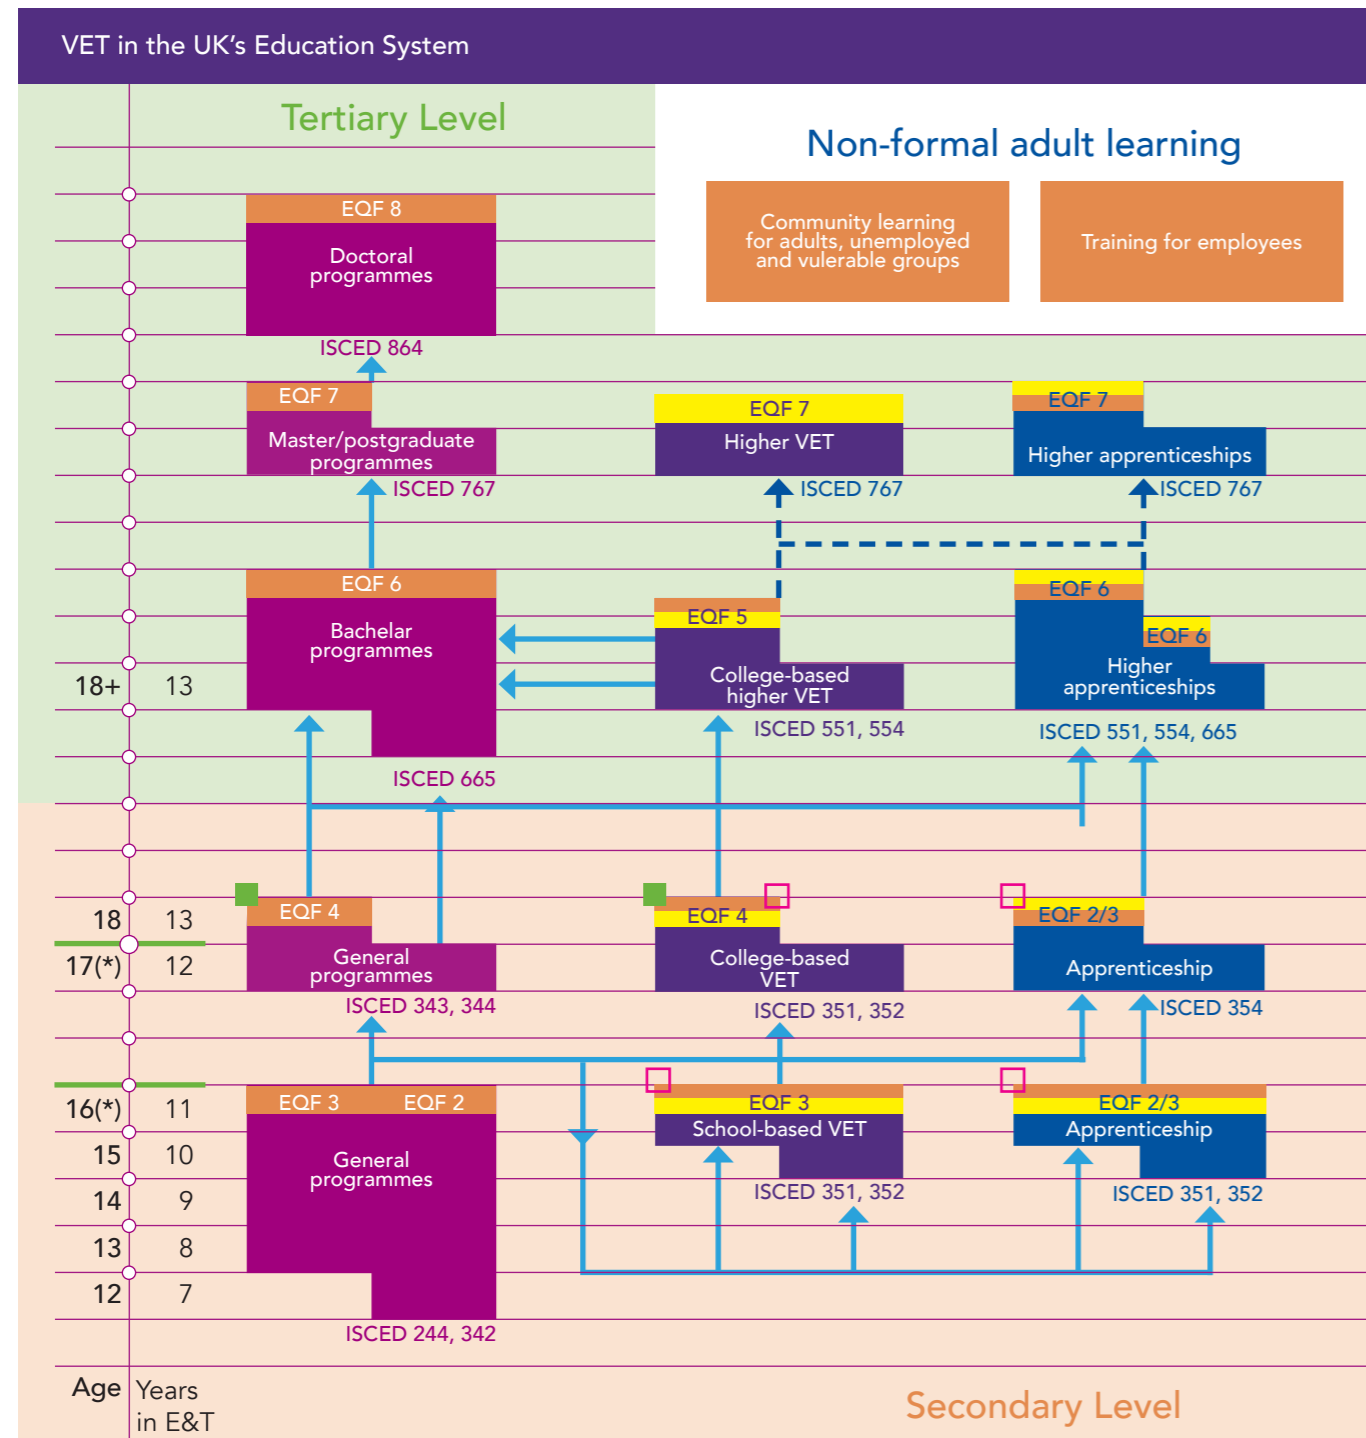 VET in the UK's Education System
Tertiary Level
Non-formal adult learning
Community learning
for adults, unemployed
and vulerable groups
Training for employees
EQF 8
Doctoral
programmes
ISCED 864
EQF 7
Master/postgraduate
programmes
ISCED 767
EQF 7
Higher VET
ISCED 767
EQF 7
Higher apprenticeships
ISCED 767
EQF 6
Bachelar
programmes
ISCED 665
EQF 5
College-based
higher VET
ISCED 551, 554
EQF 6
EQF 6
Higher
apprenticeships
ISCED 551, 554, 665
18+ 13
18 13
17(*) 12
EQF 4
General
programmes
ISCED 343, 344
EQF 4
College-based
VET
ISCED 351, 352
EQF 2/3
Apprenticeship
ISCED 354
16(*) 11
15 10
14 9
13 8
12 7
EQF 3 EQF 2
General
programmes
ISCED 244, 342
EQF 3
School-based VET
ISCED 351, 352
EQF 2/3
Apprenticeship
ISCED 351, 352
Age Years
in E&T
Secondary Level